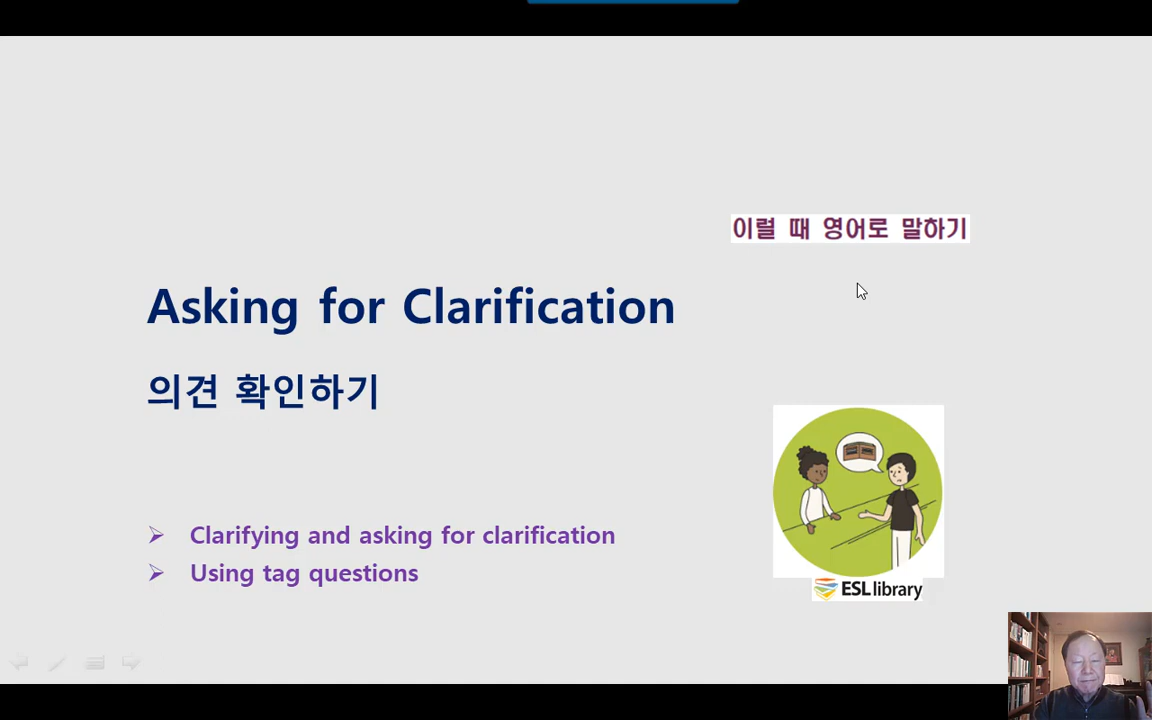 이럴 때 영어로 말하기
Asking for Clarification
의견 확인하기
Clarifying and asking for clarification
Using tag questions
ESL library